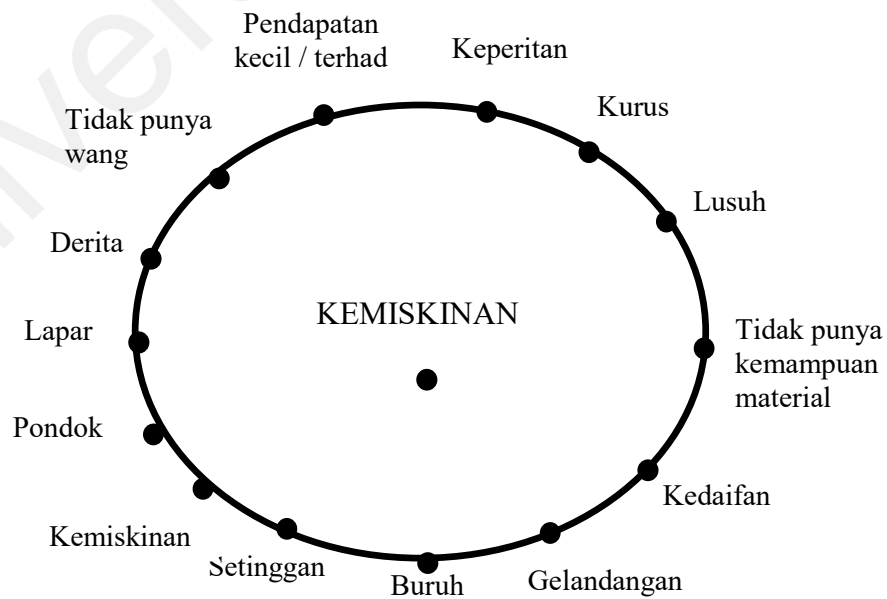 Pendapatan
kecil / terhad
Keperitan
Kurus
Tidak punya
wang
Lusuh
Derita
KEMISKINAN
Lapar
Tidak punya
kemampuan
material
Pondok
Kedaifan
Kemiskinan
Setinggan
Buruh
Gelandangan